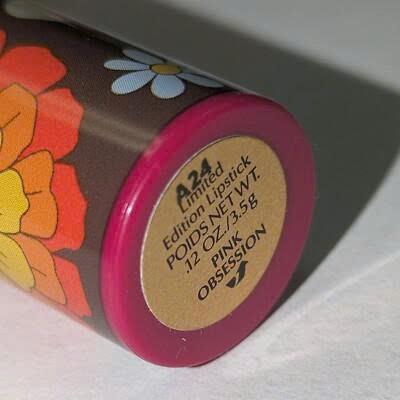 A24
Limited
Edition Lipstick
POIDS NET WT.
.12 OZ./3.5g
PINK
OBSESSION